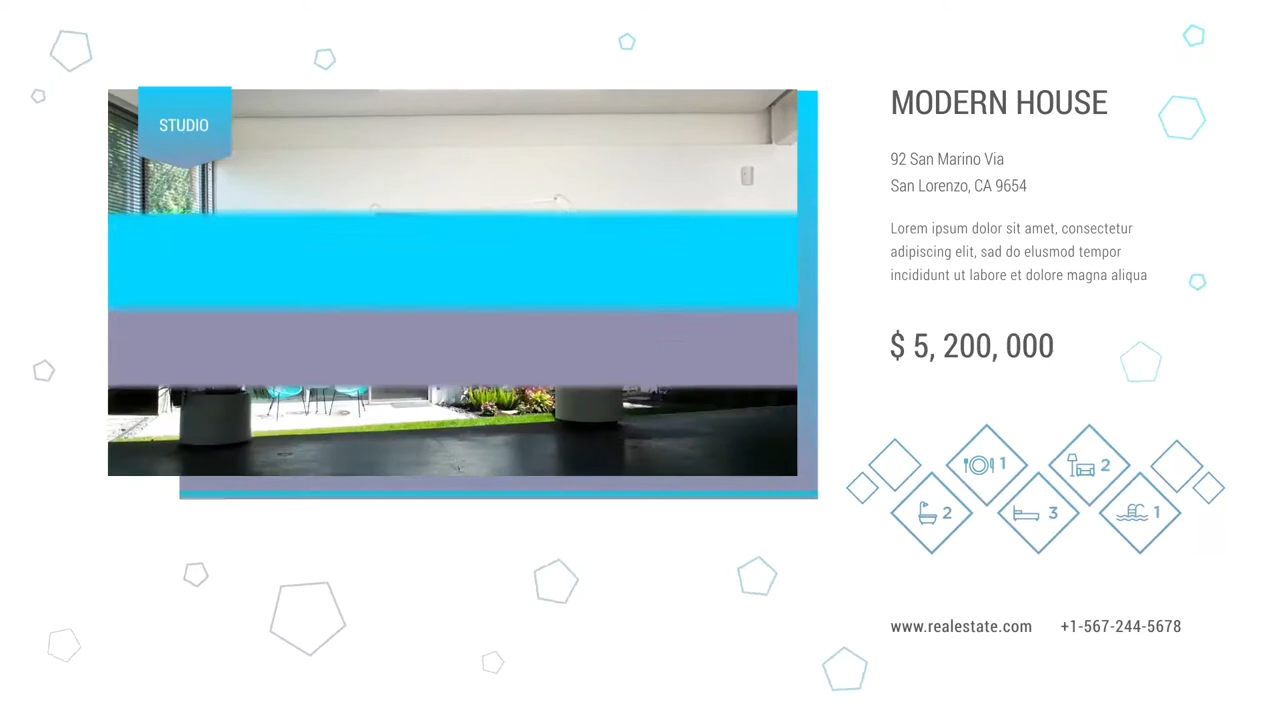 STUDIO
MODERN HOUSE
92 San Marino Via
San Lorenzo, CA 9654
Lorem ipsum dolor sit amet, consectetur
adipiscing elit, sad do elusmod tempor
incididunt ut labore et dolore magna aliqua
$ 5, 200, 000
1
2
2
3
1
www.realestate.com +1-567-244-5678